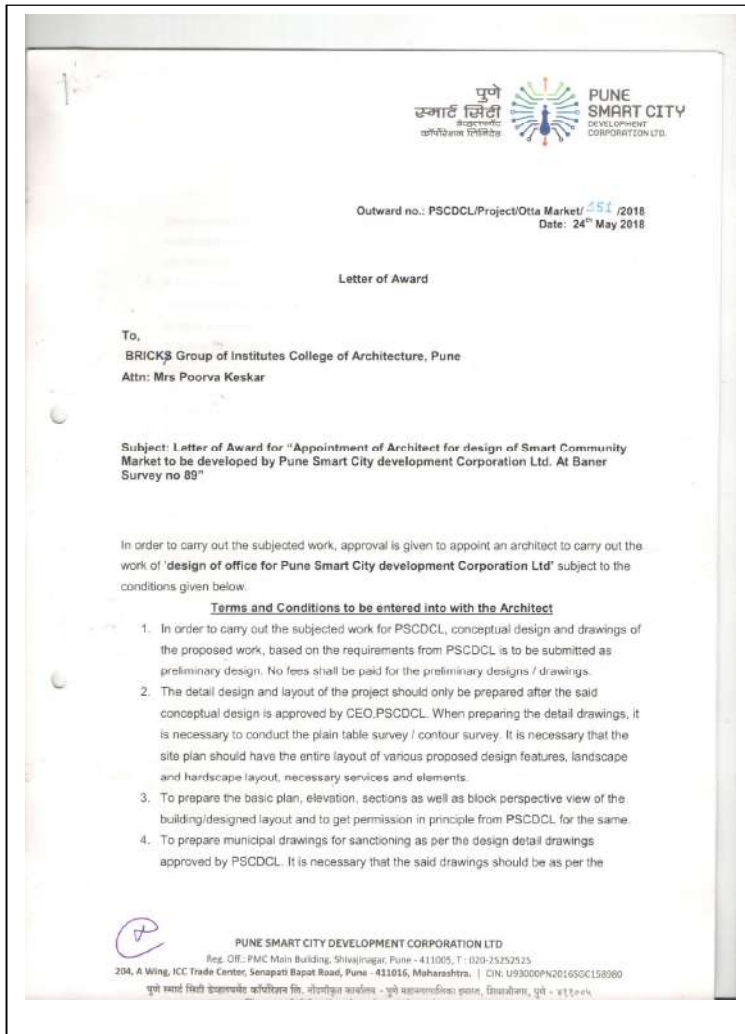 पुणे
स्मार्ट सिटी
डेव्हलपमेंट
कॉर्पोरेशन लिमिटेड
PUNE
SMART CITY
DEVELOPMENT
CORPORATION LTD.
Outward no.: PSCDCL/Project/Otta Market/ 151 /2018
Date: 24th May 2018
Letter of Award
To,
BRICKS Group of Institutes College of Architecture, Pune
Attn: Mrs Poorva Keskar
Subject: Letter of Award for "Appointment of Architect for design of Smart Community
Market to be developed by Pune Smart City development Corporation Ltd. At Baner
Survey no 89"
In order to carry out the subjected work, approval is given to appoint an architect to carry out the
work of 'design of office for Pune Smart City development Corporation Ltd' subject to the
conditions given below.
Terms and Conditions to be entered into with the Architect
1. In order to carry out the subjected work for PSCDCL, conceptual design and drawings of
the proposed work, based on the requirements from PSCDCL is to be submitted as
preliminary design. No fees shall be paid for the preliminary designs / drawings.
2. The detail design and layout of the project should only be prepared after the said
conceptual design is approved by CEO,PSCDCL. When preparing the detail drawings, it
is necessary to conduct the plain table survey / contour survey. It is necessary that the
site plan should have the entire layout of various proposed design features, landscape
and hardscape layout, necessary services and elements.
3. To prepare the basic plan, elevation, sections as well as block perspective view of the
building/designed layout and to get permission in principle from PSCDCL for the same.
4. To prepare municipal drawings for sanctioning as per the design detail drawings
approved by PSCDCL. It is necessary that the said drawings should be as per the
PUNE SMART CITY DEVELOPMENT CORPORATION LTD
Reg. Off.: PMC Main Building, Shivajinagar, Pune - 411005, T : 020-25252525
204, A Wing, ICC Trade Center, Senapati Bapat Road, Pune - 411016, Maharashtra. | CIN: U93000PN2016SGC158980
पुणे स्मार्ट सिटी डेव्हलपमेंट कॉर्पोरेशन लि. नोंदणीकृत कार्यालय - पुणे महानगरपालिका इमारत, शिवाजीनगर, पुणे - ४११००५